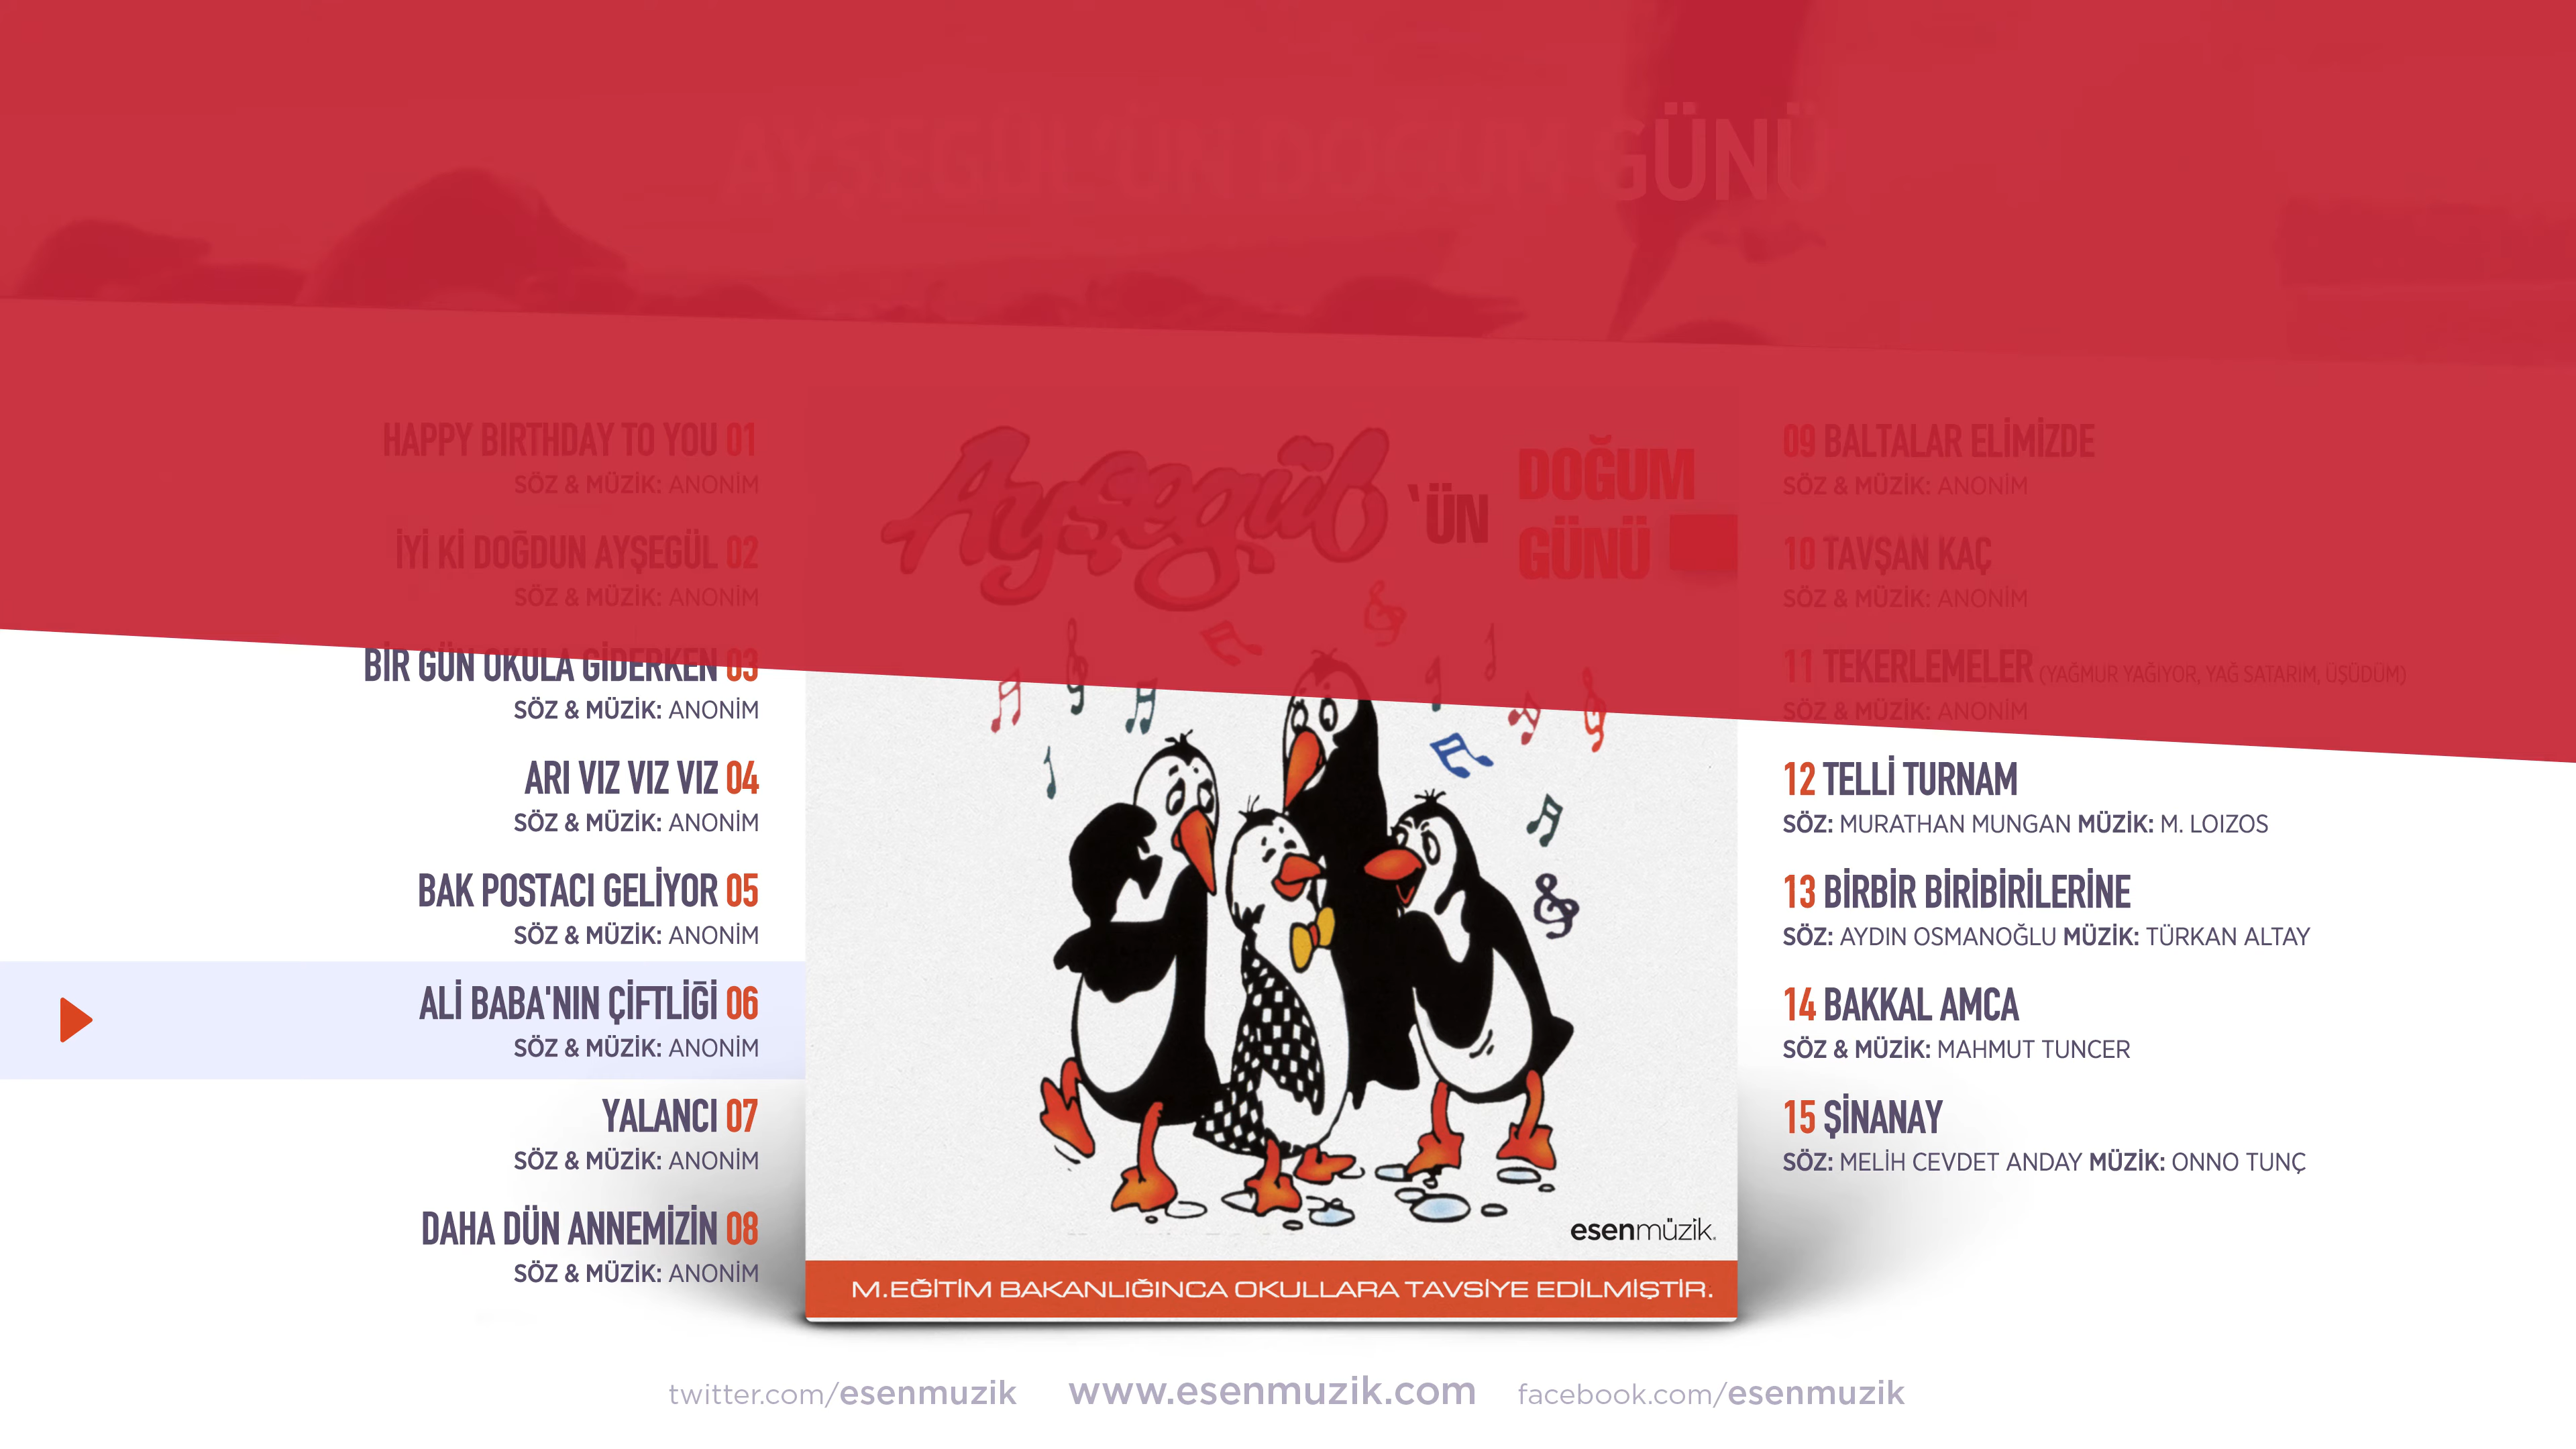 AYŞEGÜL'ÜN DOĞUM GÜNÜ
HAPPY BIRTHDAY TO YOU 01
SÖZ & MÜZİK: ANONİM
İYİ Kİ DOĞDUN AYŞEGÜL 02
SÖZ & MÜZİK: ANONİM
BİR GÜN OKULA GİDERKEN 03
SÖZ & MÜZİK: ANONİM
ARI VIZ VIZ VIZ 04
SÖZ & MÜZİK: ANONİM
BAK POSTACI GELİYOR 05
SÖZ & MÜZİK: ANONİM
ALİ BABA'NIN ÇİFTLİĞİ 06
SÖZ & MÜZİK: ANONİM
YALANCI 07
SÖZ & MÜZİK: ANONİM
DAHA DÜN ANNEMİZİN 08
SÖZ & MÜZİK: ANONİM
Ayşegül 'ÜN DOĞUM
GÜNÜ
esenmüzik.
M.EĞİTİM BAKANLIĞINCA OKULLARA TAVSİYE EDİLMİŞTİR.
09 BALTALAR ELİMİZDE
SÖZ & MÜZİK: ANONİM
10 TAVŞAN KAÇ
SÖZ & MÜZİK: ANONİM
11 TEKERLEMELER (YAĞMUR YAĞIYOR, YAĞ SATARIM, ÜŞÜDÜM)
SÖZ & MÜZİK: ANONİM
12 TELLİ TURNAM
SÖZ: MURATHAN MUNGAN MÜZİK: M. LOIZOS
13 BİRBİR BİRİBİRİLERİNE
SÖZ: AYDIN OSMANOĞLU MÜZİK: TÜRKAN ALTAY
14 BAKKAL AMCA
SÖZ & MÜZİK: MAHMUT TUNCER
15 ŞİNANAY
SÖZ: MELİH CEVDET ANDAY MÜZİK: ONNO TUNÇ
twitter.com/esenmuzik www.esenmuzik.com facebook.com/esenmuzik